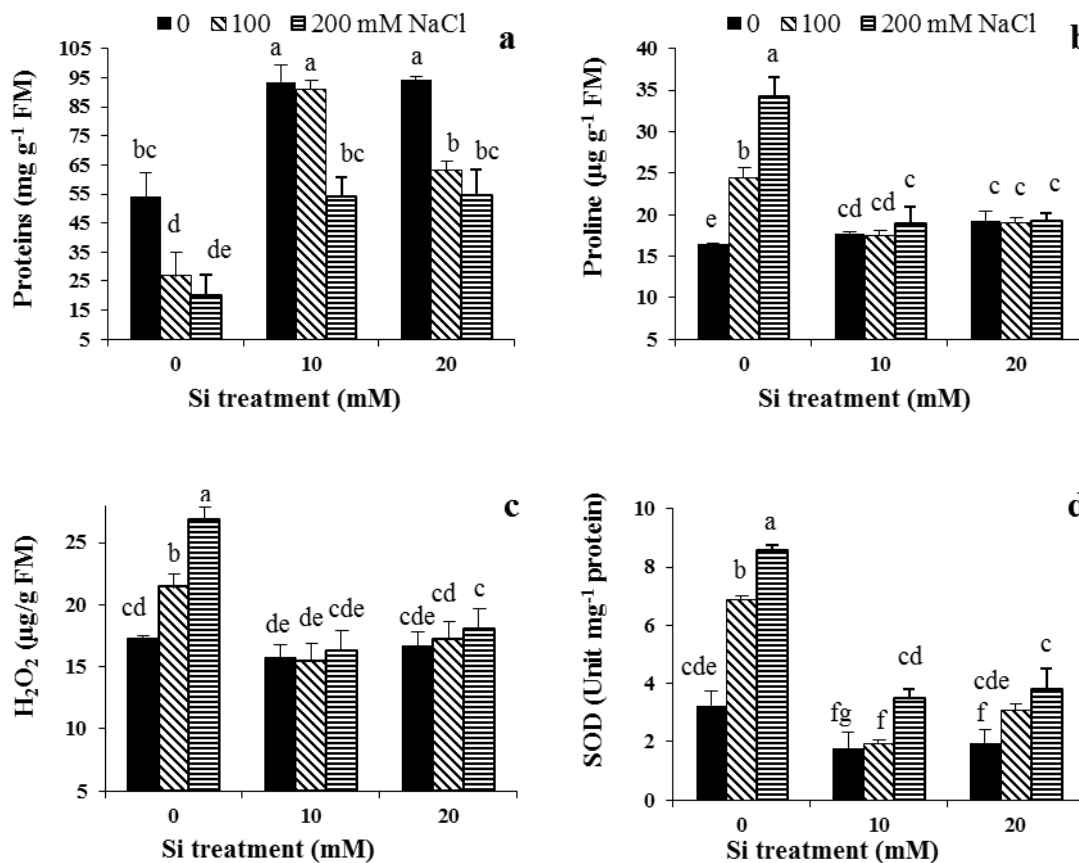 0 100 200 mM NaCl
a
Proteins (mg g⁻¹ FM)
105
95
85
75
65
55
45
35
25
15
5
bc
d
de
a
a
bc
a
b
bc
0 10 20
Si treatment (mM)
0 100 200 mM NaCl
b
Proline (µg g⁻¹ FM)
40
35
30
25
20
15
10
5
e
b
a
cd
cd
c
c
c
c
0 10 20
Si treatment (mM)
c
H₂O₂ (µg/g FM)
25
20
15
10
5
cd
b
a
de
de
cde
cde
cd
c
0 10 20
Si treatment (mM)
d
SOD (Unit mg⁻¹ protein)
10
8
6
4
2
0
cde
b
a
fg
f
cd
f
cde
c
0 10 20
Si treatment (mM)